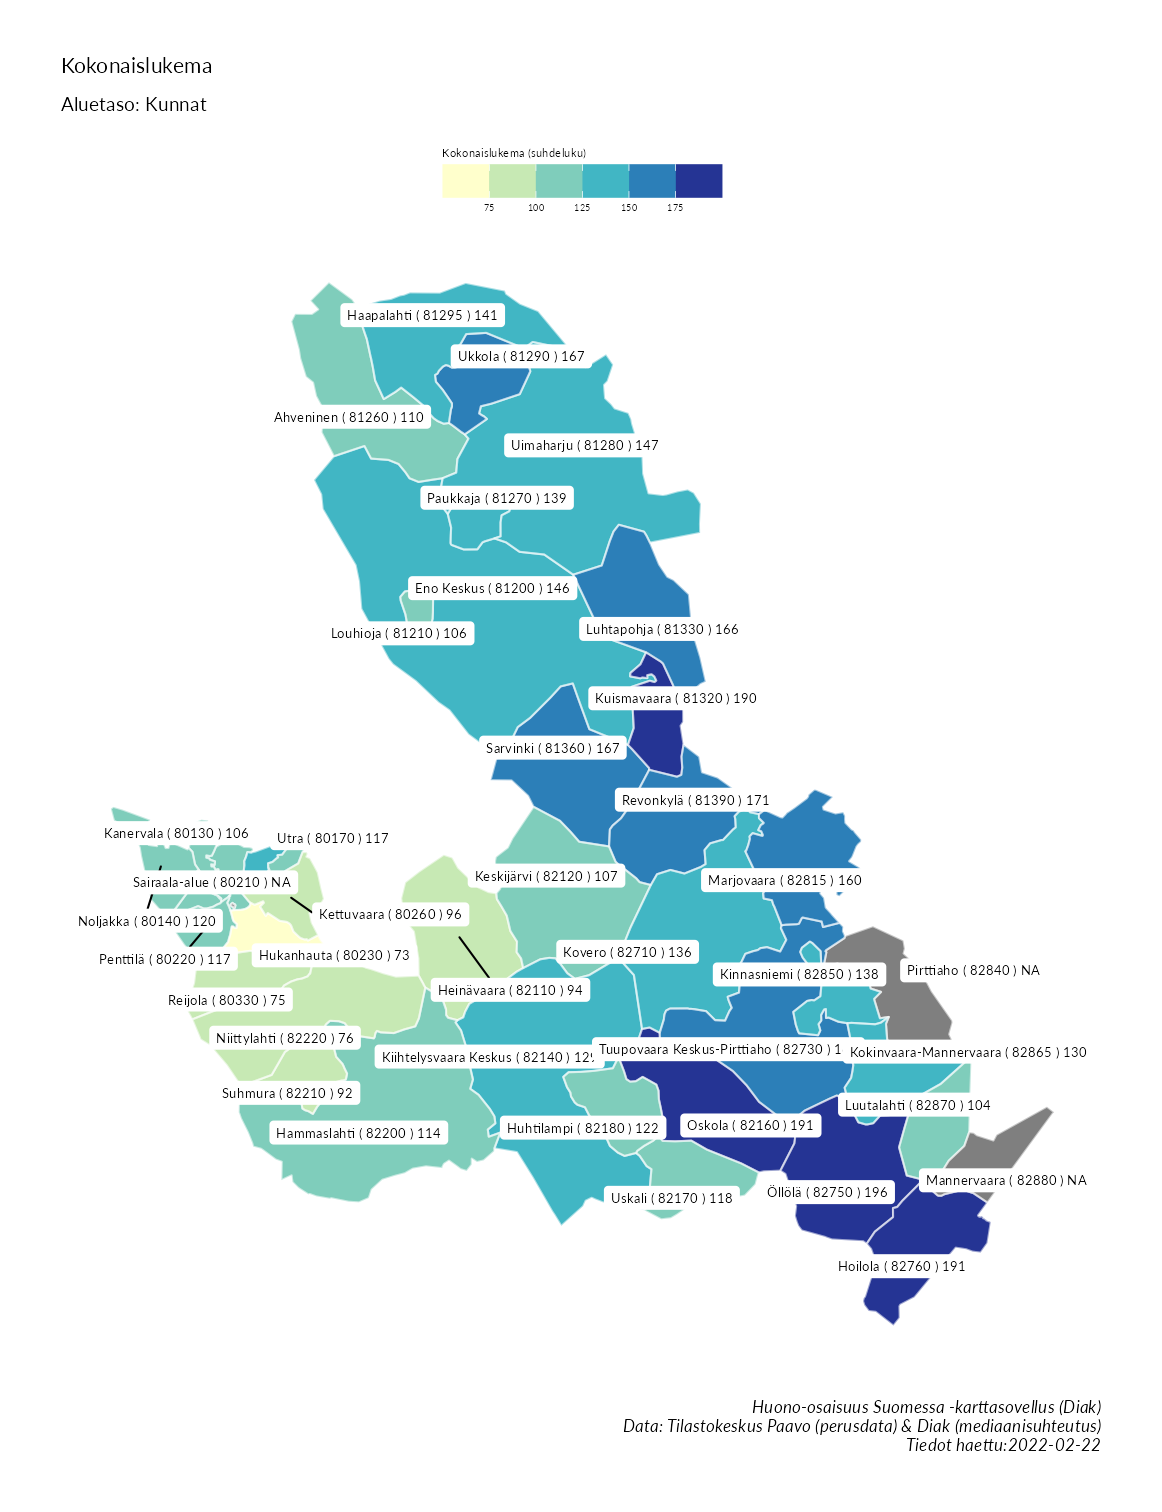 Kokonaislukema
Aluetaso: Kunnat
Kokonaislukema (suhdeluku)
75 100 125 150 175
Haapalahti ( 81295 ) 141
Ukkola ( 81290 ) 167
Ahveninen ( 81260 ) 110
Uimaharju ( 81280 ) 147
Paukkaja ( 81270 ) 139
Eno Keskus ( 81200 ) 146
Louhioja ( 81210 ) 106
Luhtapohja ( 81330 ) 166
Kuismavaara ( 81320 ) 190
Sarvinki ( 81360 ) 167
Revonkylä ( 81390 ) 171
Kanervala ( 80130 ) 106
Utra ( 80170 ) 117
Keskijärvi ( 82120 ) 107
Marjovaara ( 82815 ) 160
Sairaala-alue ( 80210 ) NA
Kettuvaara ( 80260 ) 96
Noljakka ( 80140 ) 120
Kovero ( 82710 ) 136
Hukanhauta ( 80230 ) 73
Penttilä ( 80220 ) 117
Kinnasniemi ( 82850 ) 138
Pirttiaho ( 82840 ) NA
Heinävaara ( 82110 ) 94
Reijola ( 80330 ) 75
Niittylahti ( 82220 ) 76
Kiihtelysvaara Keskus ( 82140 ) 12
Tuupovaara Keskus-Pirttiaho ( 82730 ) 1
Kokinvaara-Mannervaara ( 82865 ) 130
Suhmura ( 82210 ) 92
Luutalahti ( 82870 ) 104
Hammaslahti ( 82200 ) 114
Huhtilampi ( 82180 ) 122
Oskola ( 82160 ) 191
Mannervaara ( 82880 ) NA
Uskali ( 82170 ) 118
Öllölä ( 82750 ) 196
Hoilola ( 82760 ) 191
Huono-osaisuus Suomessa -karttasovellus (Diak)
Data: Tilastokeskus Paavo (perusdata) & Diak (mediaanisuhteutus)
Tiedot haettu:2022-02-22